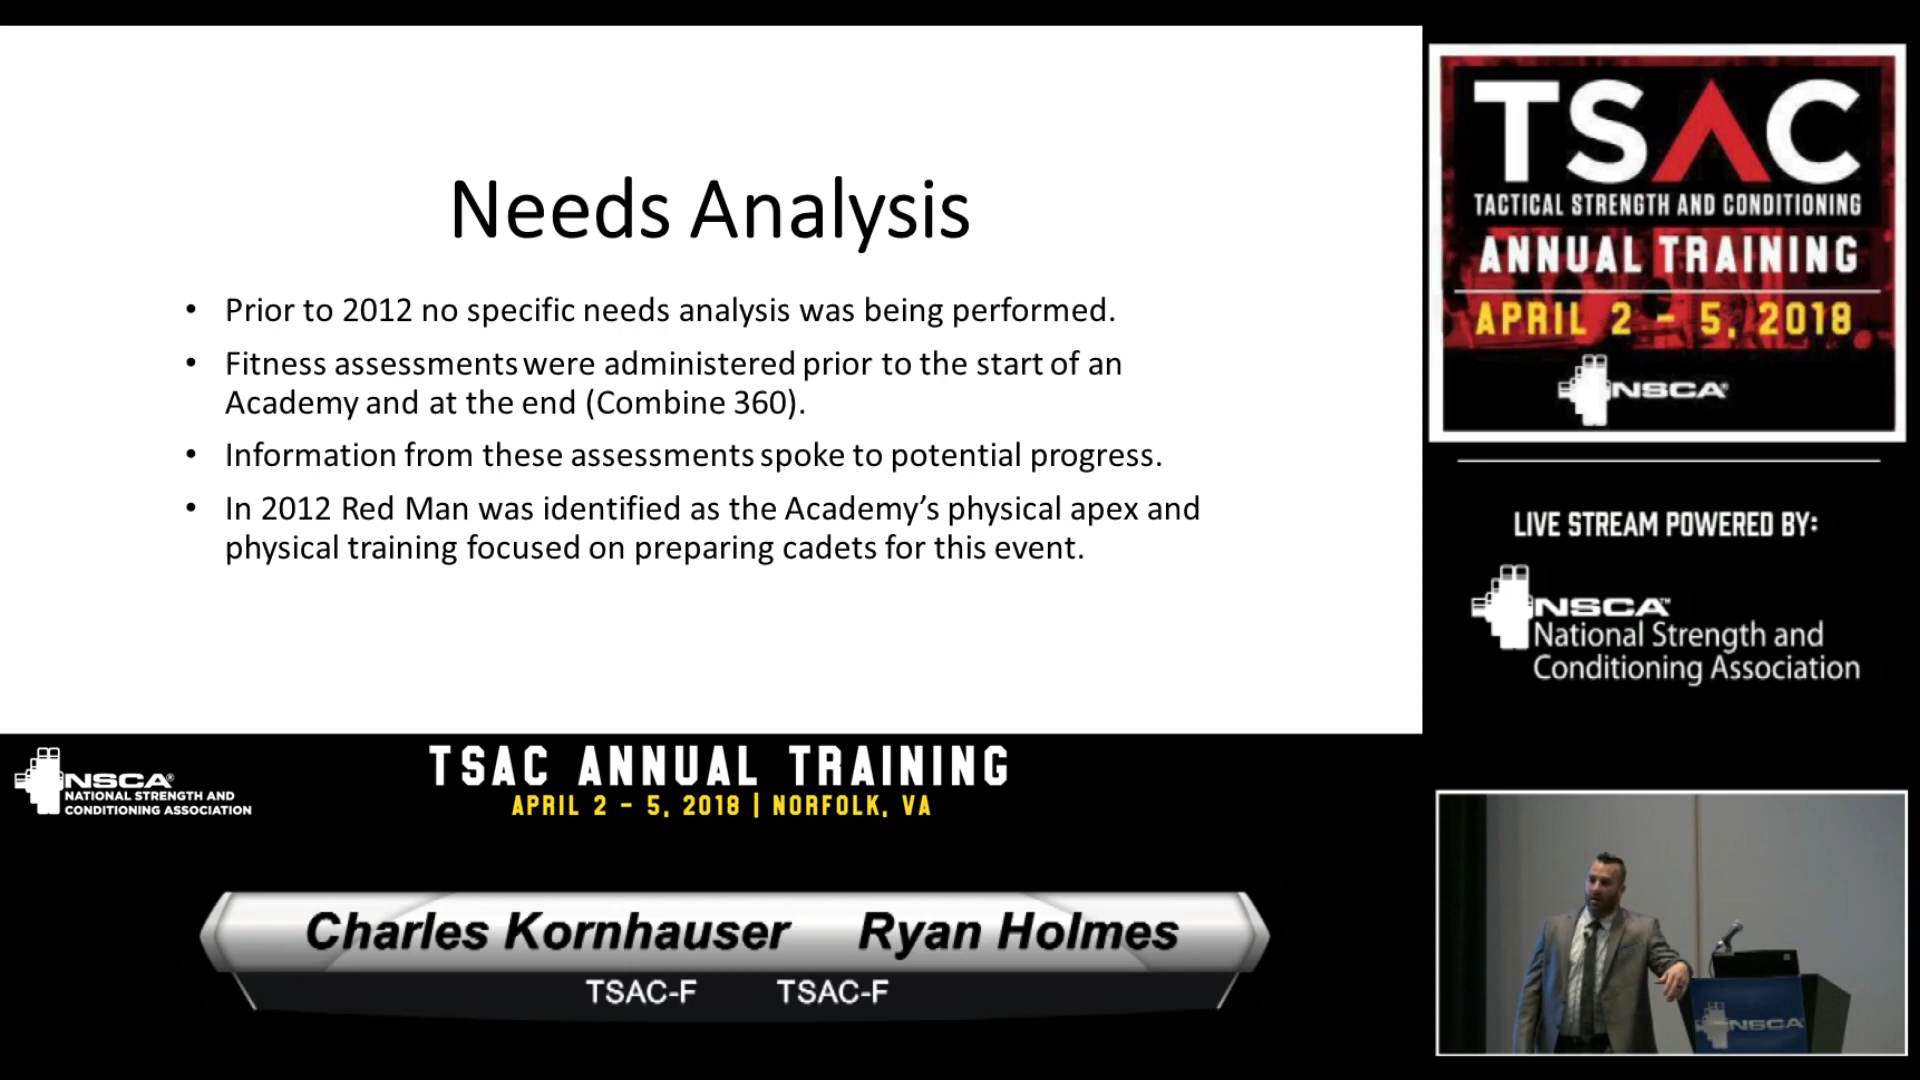 Needs Analysis
• Prior to 2012 no specific needs analysis was being performed.
• Fitness assessments were administered prior to the start of an
Academy and at the end (Combine 360).
• Information from these assessments spoke to potential progress.
• In 2012 Red Man was identified as the Academy’s physical apex and
physical training focused on preparing cadets for this event.
TSAC
TACTICAL STRENGTH AND CONDITIONING
ANNUAL TRAINING
APRIL 2 - 5, 2018
NSCA®
LIVE STREAM POWERED BY:
NSCA™
National Strength and
Conditioning Association
NSCA®
NATIONAL STRENGTH AND
CONDITIONING ASSOCIATION
TSAC ANNUAL TRAINING
APRIL 2 - 5, 2018 | NORFOLK, VA
Charles Kornhauser Ryan Holmes
TSAC-F TSAC-F
NSCA